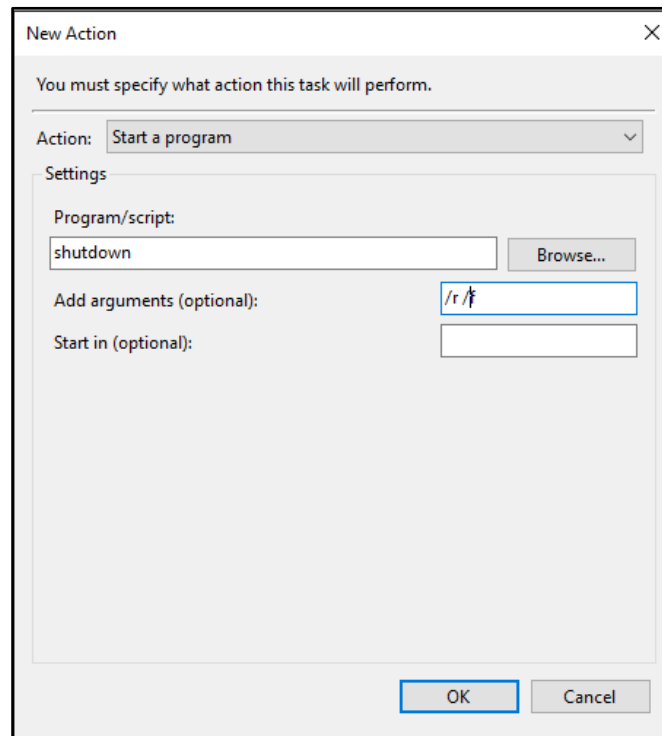 New Action
You must specify what action this task will perform.
Action: Start a program
Settings
Program/script:
shutdown Browse...
Add arguments (optional): /r /f
Start in (optional):
OK Cancel